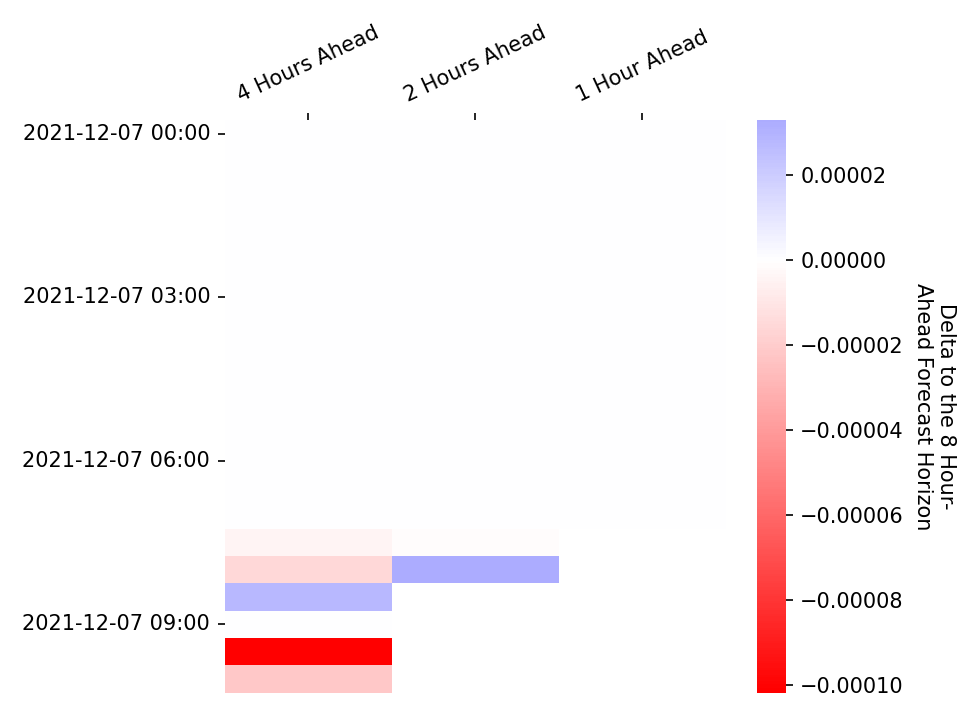 4 Hours Ahead
2 Hours Ahead
1 Hour Ahead
2021-12-07 00:00
2021-12-07 03:00
2021-12-07 06:00
2021-12-07 09:00
0.00002
0.00000
−0.00002
−0.00004
−0.00006
−0.00008
−0.00010
Delta to the 8 Hour-
Ahead Forecast Horizon